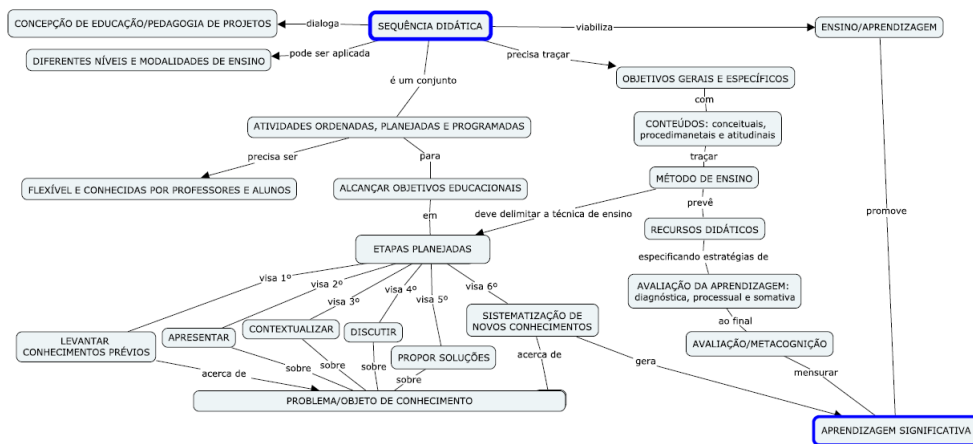 CONCEPÇÃO DE EDUCAÇÃO/PEDAGOGIA DE PROJETOS
dialoga
SEQUÊNCIA DIDÁTICA
viabiliza
ENSINO/APRENDIZAGEM
pode ser aplicada
precisa traçar
DIFERENTES NÍVEIS E MODALIDADES DE ENSINO
é um conjunto
OBJETIVOS GERAIS E ESPECÍFICOS
com
ATIVIDADES ORDENADAS, PLANEJADAS E PROGRAMADAS
CONTEÚDOS: conceituais,
procedimanetais e atitudinais
precisa ser
para
traçar
FLEXÍVEL E CONHECIDAS POR PROFESSORES E ALUNOS
ALCANÇAR OBJETIVOS EDUCACIONAIS
MÉTODO DE ENSINO
em
deve delimitar a técnica de ensino
prevê
promove
RECURSOS DIDÁTICOS
ETAPAS PLANEJADAS
especificando estratégias de
visa 1º
visa 2º
visa 3º
visa 4º
visa 5º
visa 6º
AVALIAÇÃO DA APRENDIZAGEM:
diagnóstica, processual e somativa
SISTEMATIZAÇÃO DE
NOVOS CONHECIMENTOS
ao final
LEVANTAR
CONHECIMENTOS PRÉVIOS
APRESENTAR
CONTEXTUALIZAR
DISCUTIR
PROPOR SOLUÇÕES
AVALIAÇÃO/METACOGNIÇÃO
acerca de
sobre
sobre
sobre
sobre
acerca de
gera
mensurar
PROBLEMA/OBJETO DE CONHECIMENTO
APRENDIZAGEM SIGNIFICATIVA